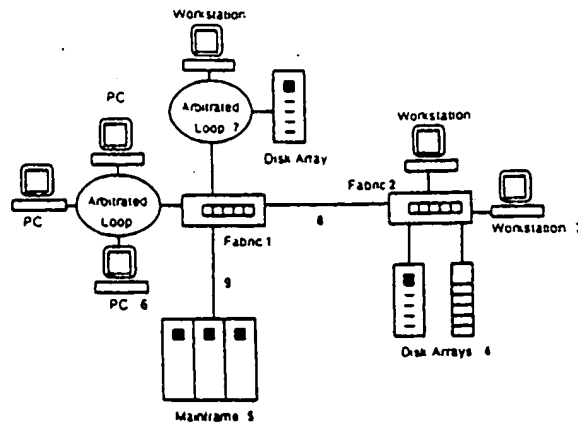 Workstation
PC
Arbitrated
Loop 7
Disk Array
Workstation
PC
Arbitrated
Loop
Fabric 1
Fabric 2
8
Workstation
PC 6
9
Disk Arrays 4
Mainframe 5